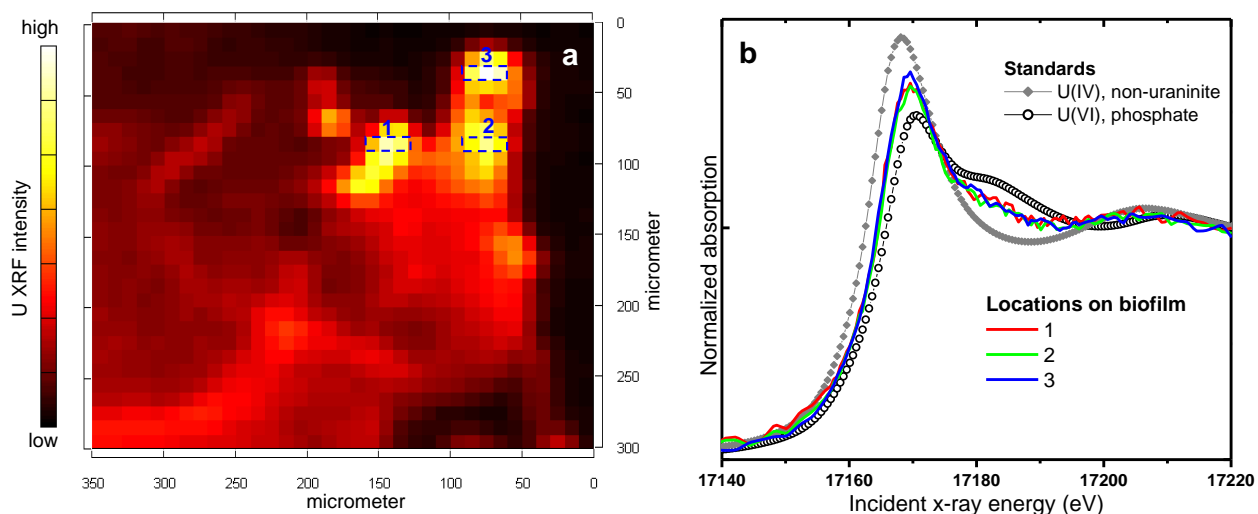 high
low
U XRF intensity
a
3
2
1
0
50
100
150
200
250
300
micrometer
350
300
250
200
150
100
50
0
micrometer
b
Standards
U(IV), non-uraninite
U(VI), phosphate
Locations on biofilm
1
2
3
Normalized absorption
17140
17160
17180
17200
17220
Incident x-ray energy (eV)